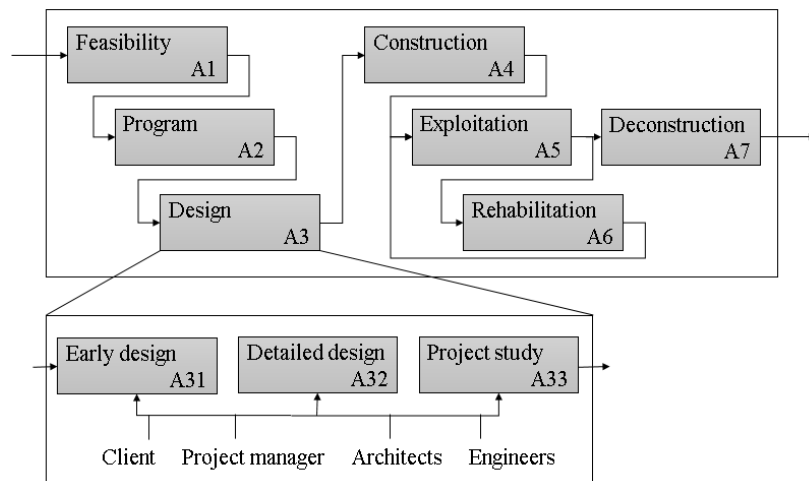 Feasibility
A1
Program
A2
Design
A3
Construction
A4
Exploitation
A5
Rehabilitation
A6
Deconstruction
A7
Early design
A31
Detailed design
A32
Project study
A33
Client Project manager Architects Engineers